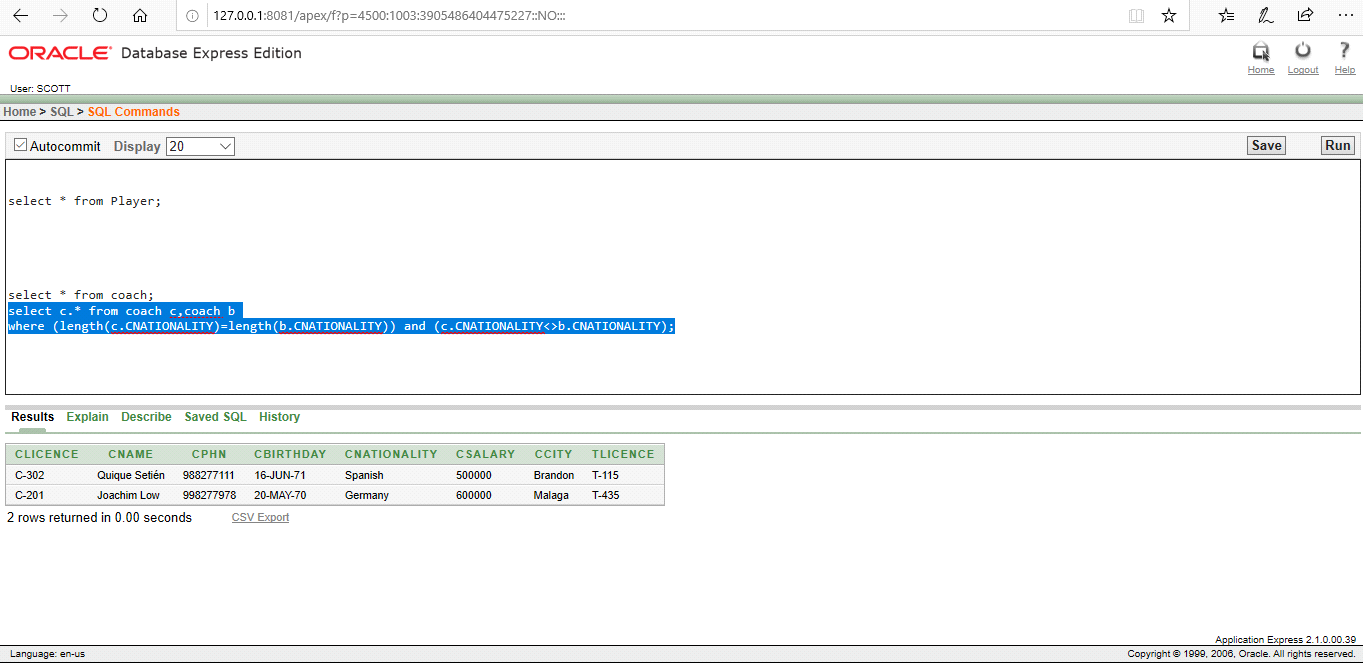 127.0.0.1:8081/apex/f?p=4500:1003:3905486404475227::NO:::
ORACLE Database Express Edition
Home Logout Help
User: SCOTT
Home > SQL > SQL Commands
Autocommit Display 20 Save Run
select * from Player;
select * from coach;
select c.* from coach c,coach b
where (length(c.CNATIONALITY)=length(b.CNATIONALITY)) and (c.CNATIONALITY<>b.CNATIONALITY);
Results Explain Describe Saved SQL History
CLICENCE CNAME CPHN CBIRTHDAY CNATIONALITY CSALARY CCITY TLICENCE
C-302 Quique Setién 988277111 16-JUN-71 Spanish 500000 Brandon T-115
C-201 Joachim Low 998277978 20-MAY-70 Germany 600000 Malaga T-435
2 rows returned in 0.00 seconds CSV Export
Application Express 2.1.0.00.39
Language: en-us Copyright © 1999, 2006, Oracle. All rights reserved.